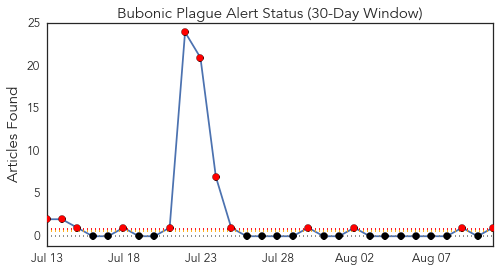 Bubonic Plague Alert Status (30-Day Window)
Articles Found
25
20
15
10
5
0
Jul 13 Jul 18 Jul 23 Jul 28 Aug 02 Aug 07